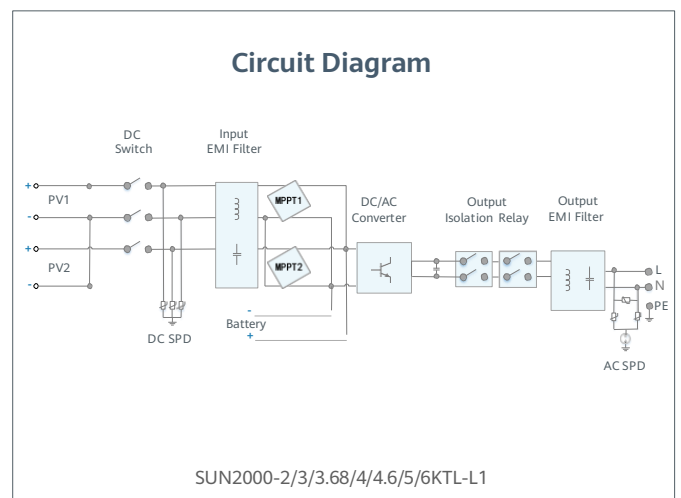 Circuit Diagram
DC
Switch
Input
EMI Filter
+
PV1
-
+
PV2
-
MPPT1
MPPT2
DC/AC
Converter
Output
Isolation Relay
Output
EMI Filter
L
N
PE
-
Battery
+
DC SPD
AC SPD
SUN2000-2/3/3.68/4/4.6/5/6KTL-L1